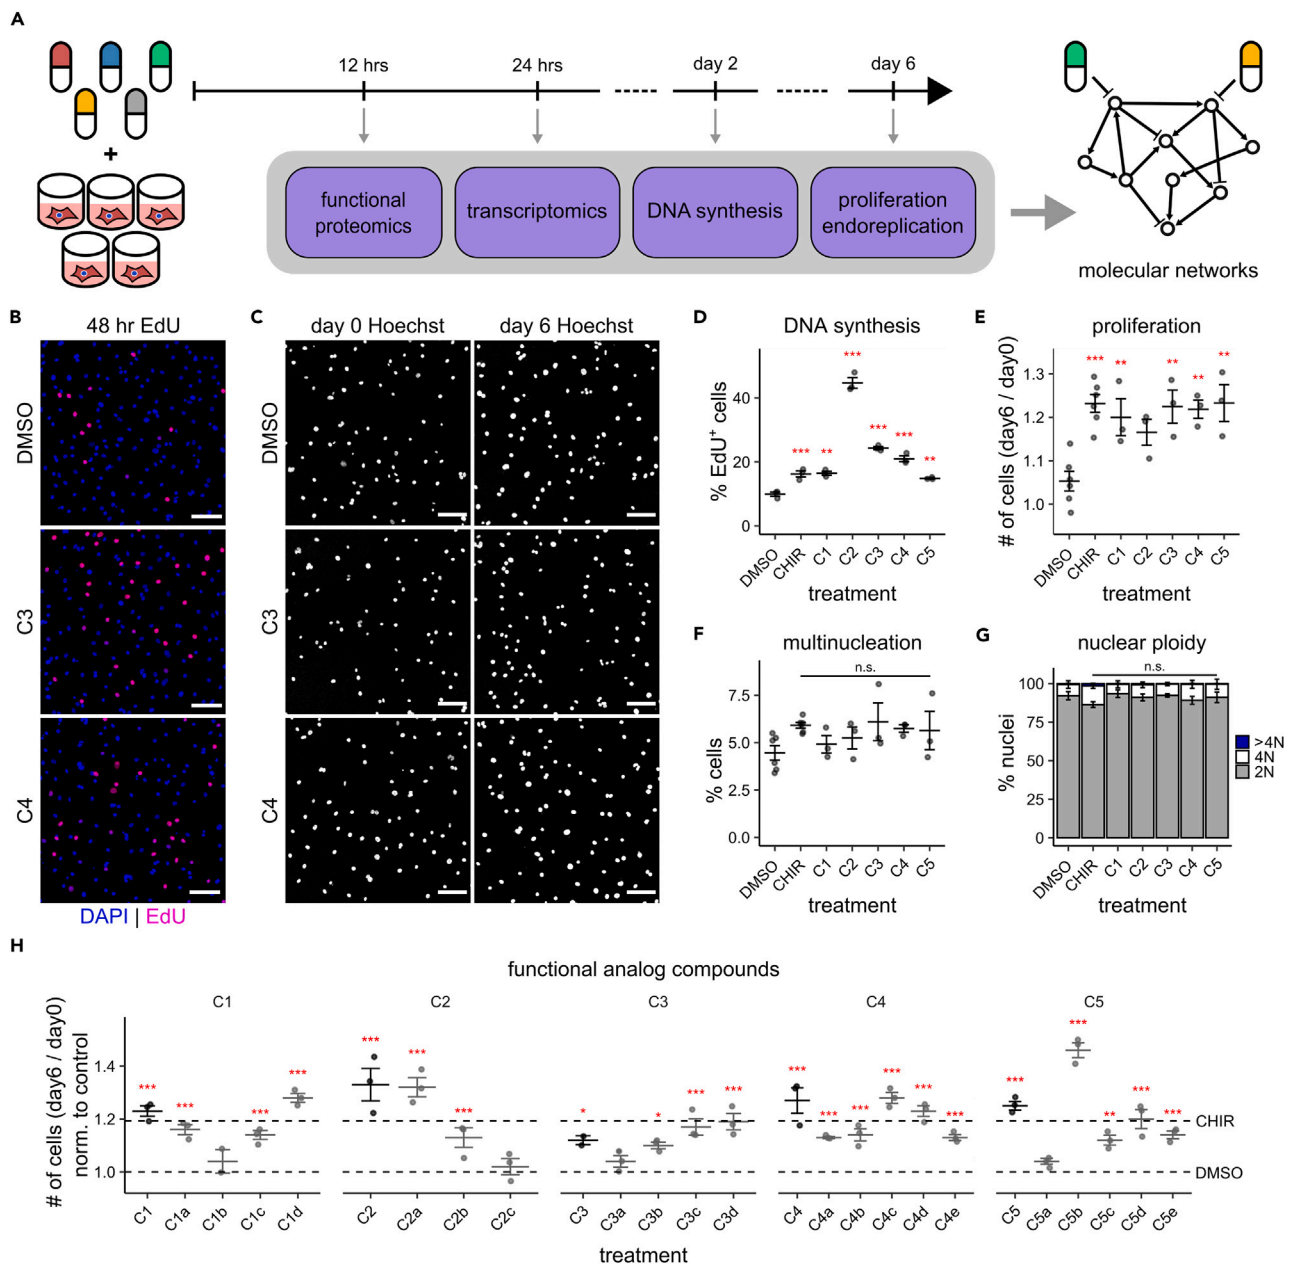 A
12 hrs
24 hrs
day 2
day 6
+
functional
proteomics
transcriptomics
DNA synthesis
proliferation
endoreplication
molecular networks
B
48 hr EdU
DMSO
C3
C4
DAPI | EdU
C
day 0 Hoechst
day 6 Hoechst
DMSO
C3
C4
D
DNA synthesis
% EdU+ cells
40
20
0
***
**
***
***
***
**
DMSO
CHIR
C1
C2
C3
C4
C5
treatment
E
proliferation
# of cells (day6 / day0)
1.3
1.2
1.1
1.0
***
**
**
**
**
DMSO
CHIR
C1
C2
C3
C4
C5
treatment
F
multinucleation
n.s.
% cells
7.5
5.0
2.5
0.0
DMSO
CHIR
C1
C2
C3
C4
C5
treatment
G
nuclear ploidy
n.s.
% nuclei
100
75
50
25
0
>4N
4N
2N
DMSO
CHIR
C1
C2
C3
C4
C5
treatment
H
functional analog compounds
# of cells (day6 / day0)
norm. to control
1.4
1.2
1.0
C1
***
***
***
***
C1
C1a
C1b
C1c
C1d
C2
***
***
***
C2
C2a
C2b
C2c
C3
*
*
***
***
C3
C3a
C3b
C3c
C3d
C4
***
***
***
***
***
***
C4
C4a
C4b
C4c
C4d
C4e
C5
***
***
**
***
***
C5
C5a
C5b
C5c
C5d
C5e
CHIR
DMSO
treatment